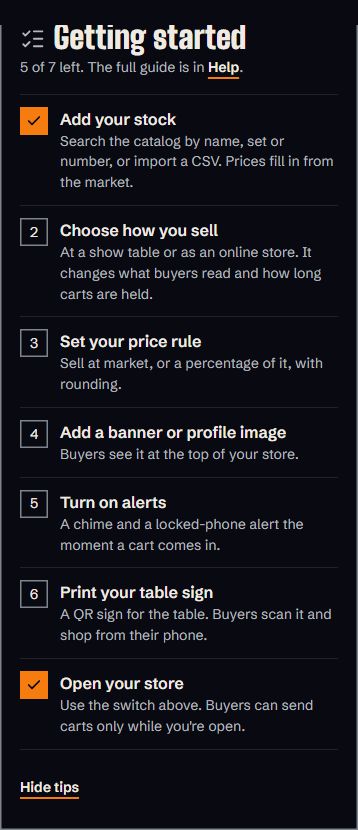 Getting started
5 of 7 left. The full guide is in Help.
Add your stock
Search the catalog by name, set or
number, or import a CSV. Prices fill in from
the market.
2
Choose how you sell
At a show table or as an online store. It
changes what buyers read and how long
carts are held.
3
Set your price rule
Sell at market, or a percentage of it, with
rounding.
4
Add a banner or profile image
Buyers see it at the top of your store.
5
Turn on alerts
A chime and a locked-phone alert the
moment a cart comes in.
6
Print your table sign
A QR sign for the table. Buyers scan it and
shop from their phone.
Open your store
Use the switch above. Buyers can send
carts only while you're open.
Hide tips